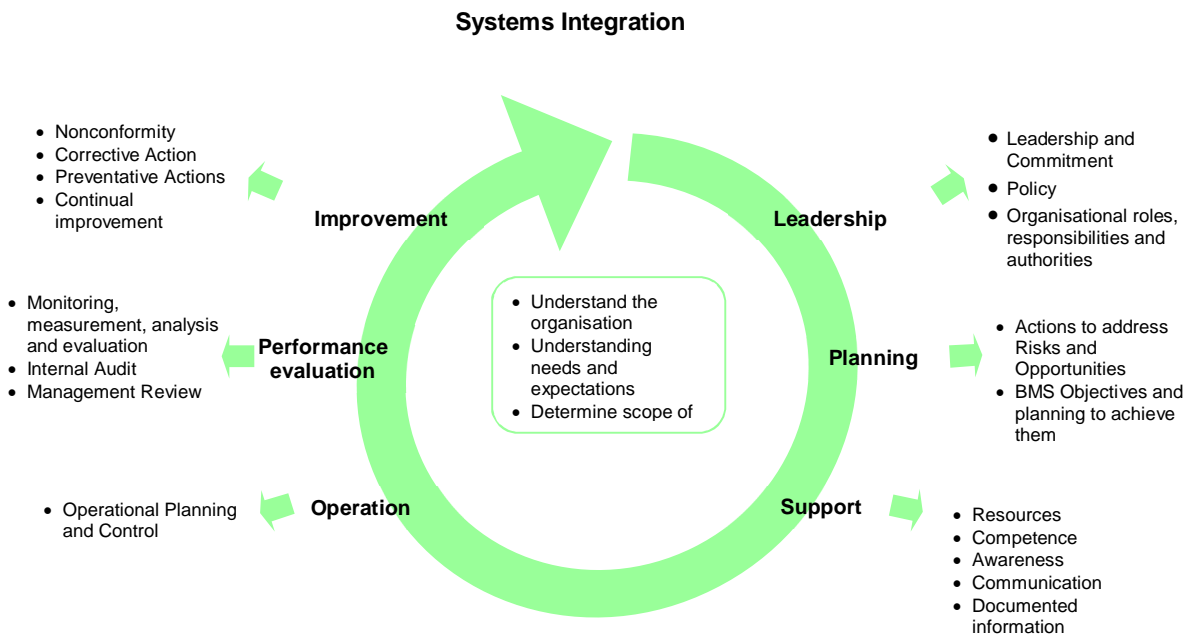 Systems Integration
• Nonconformity
• Corrective Action
• Preventative Actions
• Continual
improvement
Improvement
• Monitoring,
measurement, analysis
and evaluation
• Internal Audit
• Management Review
Performance
evaluation
• Operational Planning
and Control
Operation
• Understand the
organisation
• Understanding
needs and
expectations
• Determine scope of
Leadership
• Leadership and
Commitment
• Policy
• Organisational roles,
responsibilities and
authorities
Planning
• Actions to address
Risks and
Opportunities
• BMS Objectives and
planning to achieve
them
Support
• Resources
• Competence
• Awareness
• Communication
• Documented
information